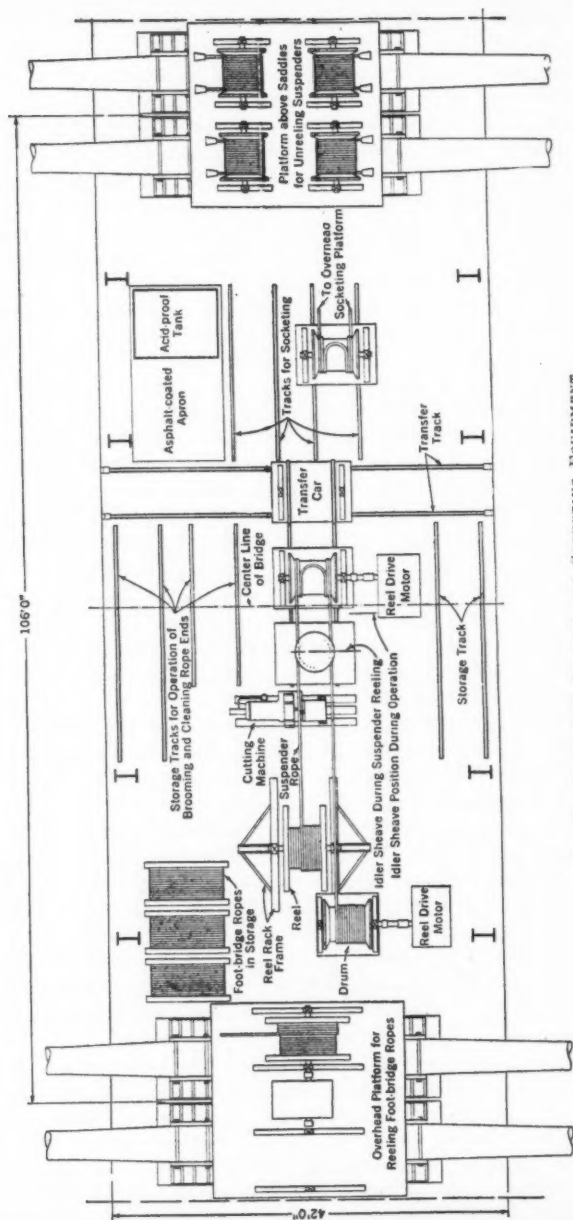 106'0"
42'0"
Overhead Platform for
Reeling Foot-bridge Ropes
Foot-bridge Ropes
in Storage
Reel Rack
Frame
Reel
Drum
Reel Drive
Motor
Suspender
Rope
Cutting
Machine
Storage Tracks for Operation of
Brooming and Cleaning Rope Ends
Center Line
of Bridge
Idler Sheave During Suspender Reeling
Idler Sheave Position During Operation
Reel Drive
Motor
Storage Track
Transfer
Car
Transfer
Track
Asphalt-coated
Apron
Acid-proof
Tank
Tracks for Socketing
To Overhead
Socketing Platform
Platform above Saddles
for Unreeling Suspenders